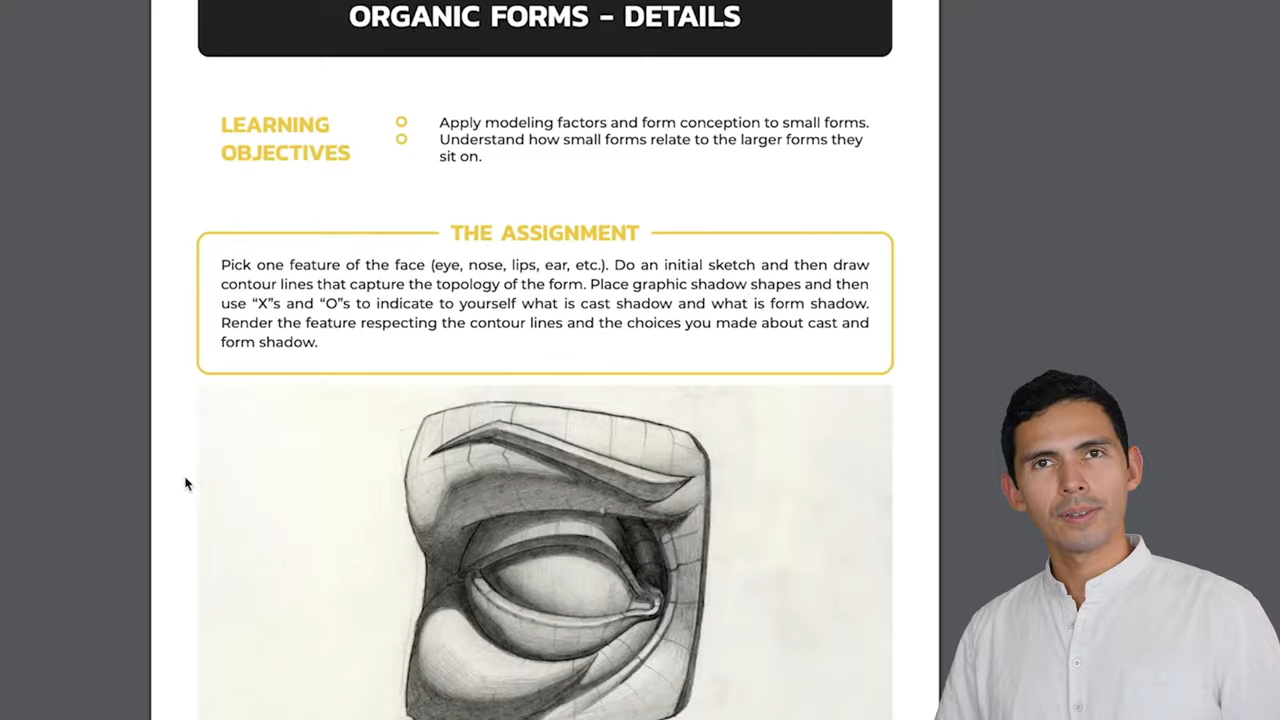 ORGANIC FORMS – DETAILS
LEARNING
OBJECTIVES
Apply modeling factors and form conception to small forms.
Understand how small forms relate to the larger forms they
sit on.
THE ASSIGNMENT
Pick one feature of the face (eye, nose, lips, ear, etc.). Do an initial sketch and then draw
contour lines that capture the topology of the form. Place graphic shadow shapes and then
use “X”s and “O”s to indicate to yourself what is cast shadow and what is form shadow.
Render the feature respecting the contour lines and the choices you made about cast and
form shadow.